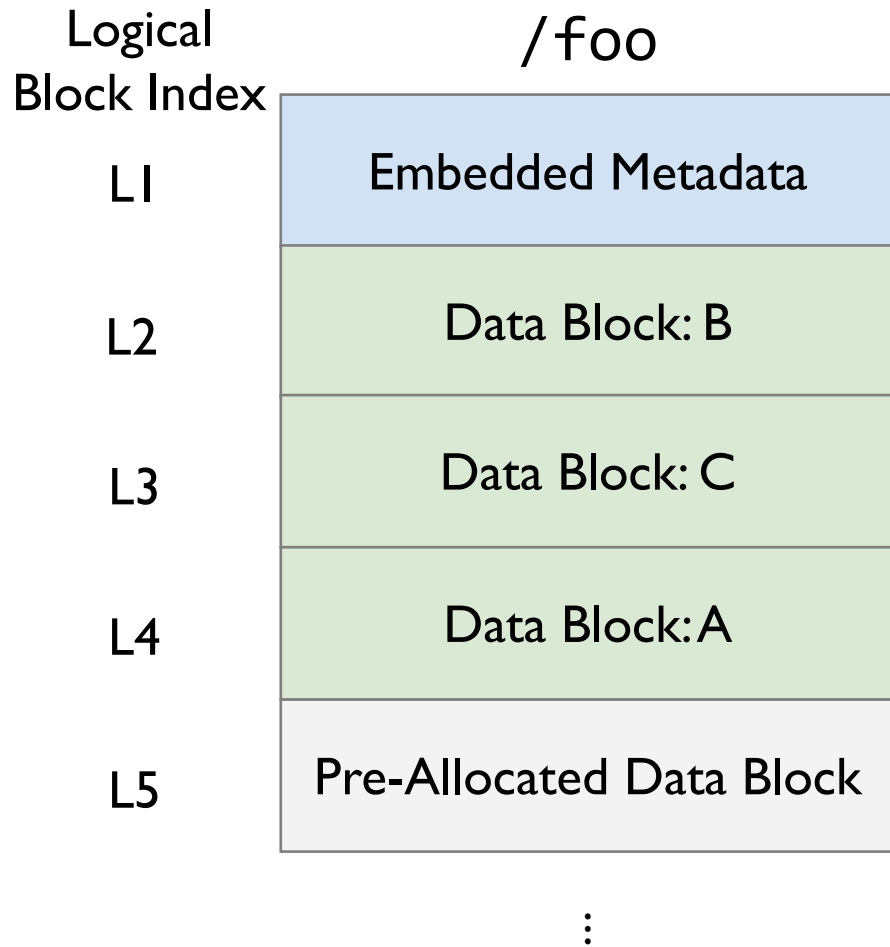 Logical
Block Index
/foo
L1
Embedded Metadata
L2
Data Block: B
L3
Data Block: C
L4
Data Block: A
L5
Pre-Allocated Data Block
⋮